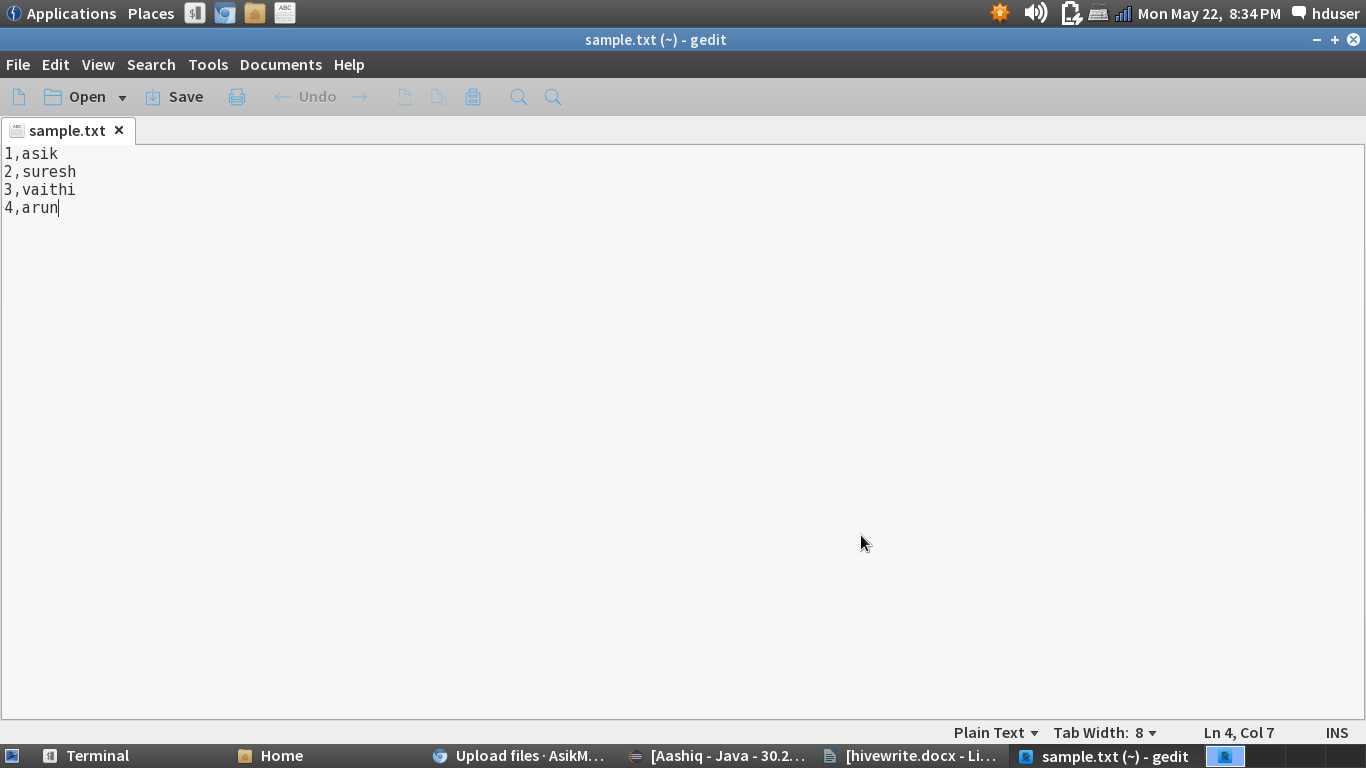 Applications Places Mon May 22, 8:34 PM hduser
sample.txt (~) - gedit
File Edit View Search Tools Documents Help
Open Save Undo
sample.txt
1,asik
2,suresh
3,vaithi
4,arun
Plain Text Tab Width: 8 Ln 4, Col 7 INS
Terminal Home Upload files · AsikM... [Aashiq - Java - 30.2... [hivewrite.docx - Li... sample.txt (~) - gedit